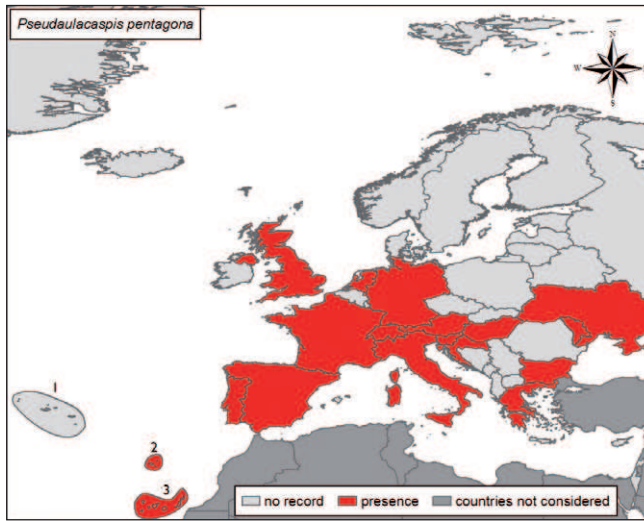 Pseudaulacaspis pentagona
N
W E
S
1
2
3
no record presence countries not considered